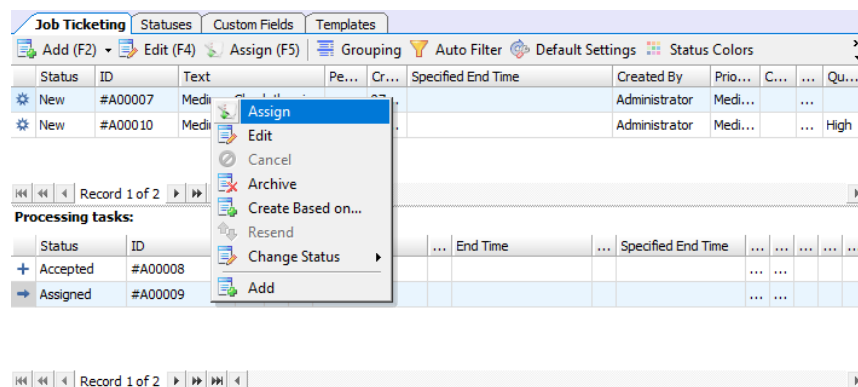 Job Ticketing Statuses Custom Fields Templates
Add (F2) Edit (F4) Assign (F5) Grouping Auto Filter Default Settings Status Colors
Status ID Text Pe... Cr... Specified End Time Created By Prio... C... ... Qu...
New #A00007 Administrator Medi... ...
New #A00010 Administrator Medi... ... High
Assign
Edit
Cancel
Archive
Create Based on...
Resend
Change Status
Add
Record 1 of 2
Processing tasks:
Status ID ... End Time ... Specified End Time ... ... ... ... ...
Accepted #A00008 ... ...
Assigned #A00009 ... ...
Record 1 of 2